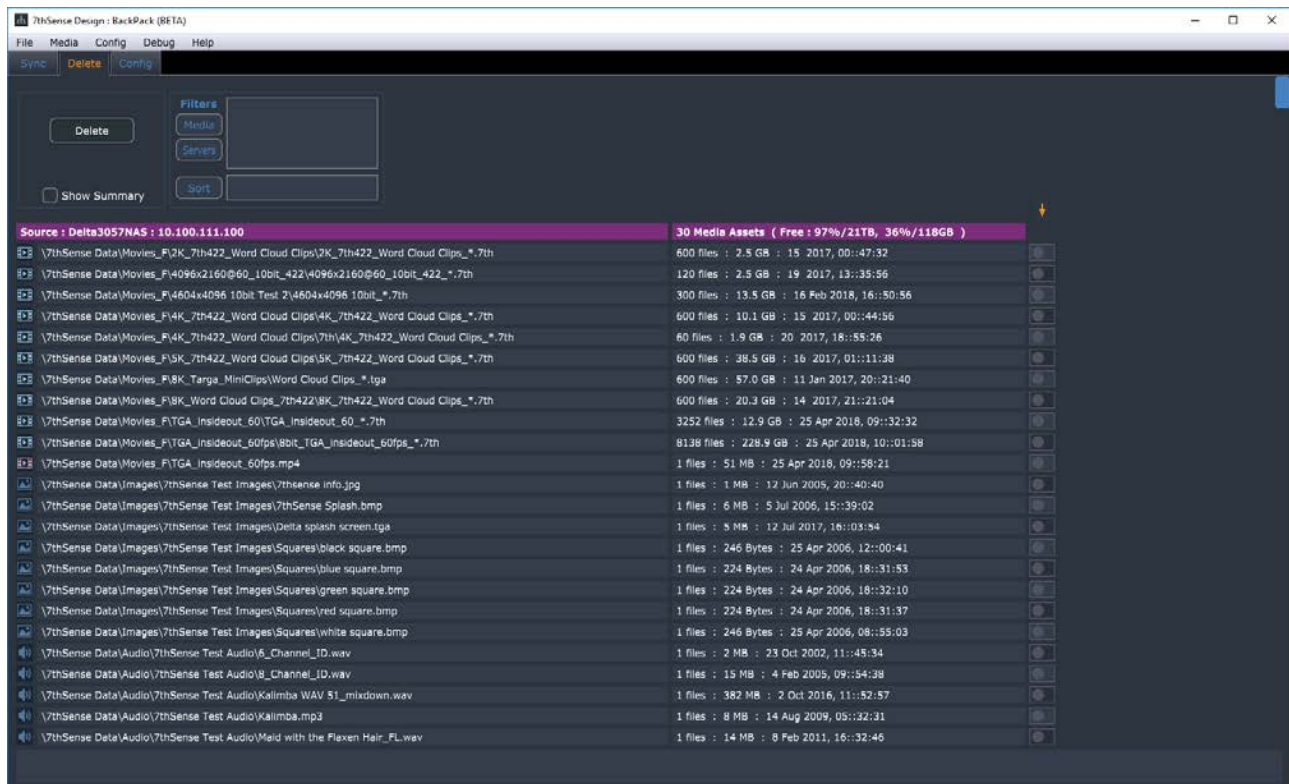 7thSense Design : BackPack (BETA)
File Media Config Debug Help
Sync Delete Config
Filters
Delete
Media
Servers
Show Summary
Sort
Source : Delta3057NAS : 10.100.111.100 30 Media Assets ( Free : 97%/21TB, 36%/118GB )
\7thSense Data\Movies_F\2K_7th422_Word Cloud Clips\2K_7th422_Word Cloud Clips_*.7th 600 files : 2.5 GB : 15 2017, 00::47:32
\7thSense Data\Movies_F\4096x2160@60_10bit_422\4096x2160@60_10bit_422_*.7th 120 files : 2.5 GB : 19 2017, 13::35:56
\7thSense Data\Movies_F\4604x4096 10bit Test 2\4604x4096 10bit_*.7th 300 files : 13.5 GB : 16 Feb 2018, 16::50:56
\7thSense Data\Movies_F\4K_7th422_Word Cloud Clips\4K_7th422_Word Cloud Clips_*.7th 600 files : 10.1 GB : 15 2017, 00::44:56
\7thSense Data\Movies_F\4K_7th422_Word Cloud Clips\7th\4K_7th422_Word Cloud Clips_*.7th 60 files : 1.9 GB : 20 2017, 18::55:26
\7thSense Data\Movies_F\5K_7th422_Word Cloud Clips\5K_7th422_Word Cloud Clips_*.7th 600 files : 38.5 GB : 16 2017, 01::11:38
\7thSense Data\Movies_F\8K_Targa_MiniClips\Word Cloud Clips_*.tga 600 files : 57.0 GB : 11 Jan 2017, 20::21:40
\7thSense Data\Movies_F\8K_Word Cloud Clips_7th422\8K_7th422_Word Cloud Clips_*.7th 600 files : 20.3 GB : 14 2017, 21::21:04
\7thSense Data\Movies_F\TGA_insideout_60\TGA_insideout_60_*.7th 3252 files : 12.9 GB : 25 Apr 2018, 09::32:32
\7thSense Data\Movies_F\TGA_insideout_60fps\8bit_TGA_insideout_60fps_*.7th 8138 files : 228.9 GB : 25 Apr 2018, 10::01:58
\7thSense Data\Movies_F\TGA_insideout_60fps.mp4 1 files : 51 MB : 25 Apr 2018, 09::58:21
\7thSense Data\Images\7thSense Test Images\7thsense info.jpg 1 files : 1 MB : 12 Jun 2005, 20::40:40
\7thSense Data\Images\7thSense Test Images\7thSense Splash.bmp 1 files : 6 MB : 5 Jul 2006, 15::39:02
\7thSense Data\Images\7thSense Test Images\Delta splash screen.tga 1 files : 5 MB : 12 Jul 2017, 16::03:54
\7thSense Data\Images\7thSense Test Images\Squares\black square.bmp 1 files : 246 Bytes : 25 Apr 2006, 12::00:41
\7thSense Data\Images\7thSense Test Images\Squares\blue square.bmp 1 files : 224 Bytes : 24 Apr 2006, 18::31:53
\7thSense Data\Images\7thSense Test Images\Squares\green square.bmp 1 files : 224 Bytes : 24 Apr 2006, 18::32:10
\7thSense Data\Images\7thSense Test Images\Squares\red square.bmp 1 files : 224 Bytes : 24 Apr 2006, 18::31:37
\7thSense Data\Images\7thSense Test Images\Squares\white square.bmp 1 files : 246 Bytes : 25 Apr 2006, 08::55:03
\7thSense Data\Audio\7thSense Test Audio\6_Channel_ID.wav 1 files : 2 MB : 23 Oct 2002, 11::45:34
\7thSense Data\Audio\7thSense Test Audio\8_Channel_ID.wav 1 files : 15 MB : 4 Feb 2005, 09::54:38
\7thSense Data\Audio\7thSense Test Audio\Kalimba WAV 51_mixdown.wav 1 files : 382 MB : 2 Oct 2016, 11::52:57
\7thSense Data\Audio\7thSense Test Audio\Kalimba.mp3 1 files : 8 MB : 14 Aug 2009, 05::32:31
\7thSense Data\Audio\7thSense Test Audio\Maid with the Flaxen Hair_FL.wav 1 files : 14 MB : 8 Feb 2011, 16::32:46